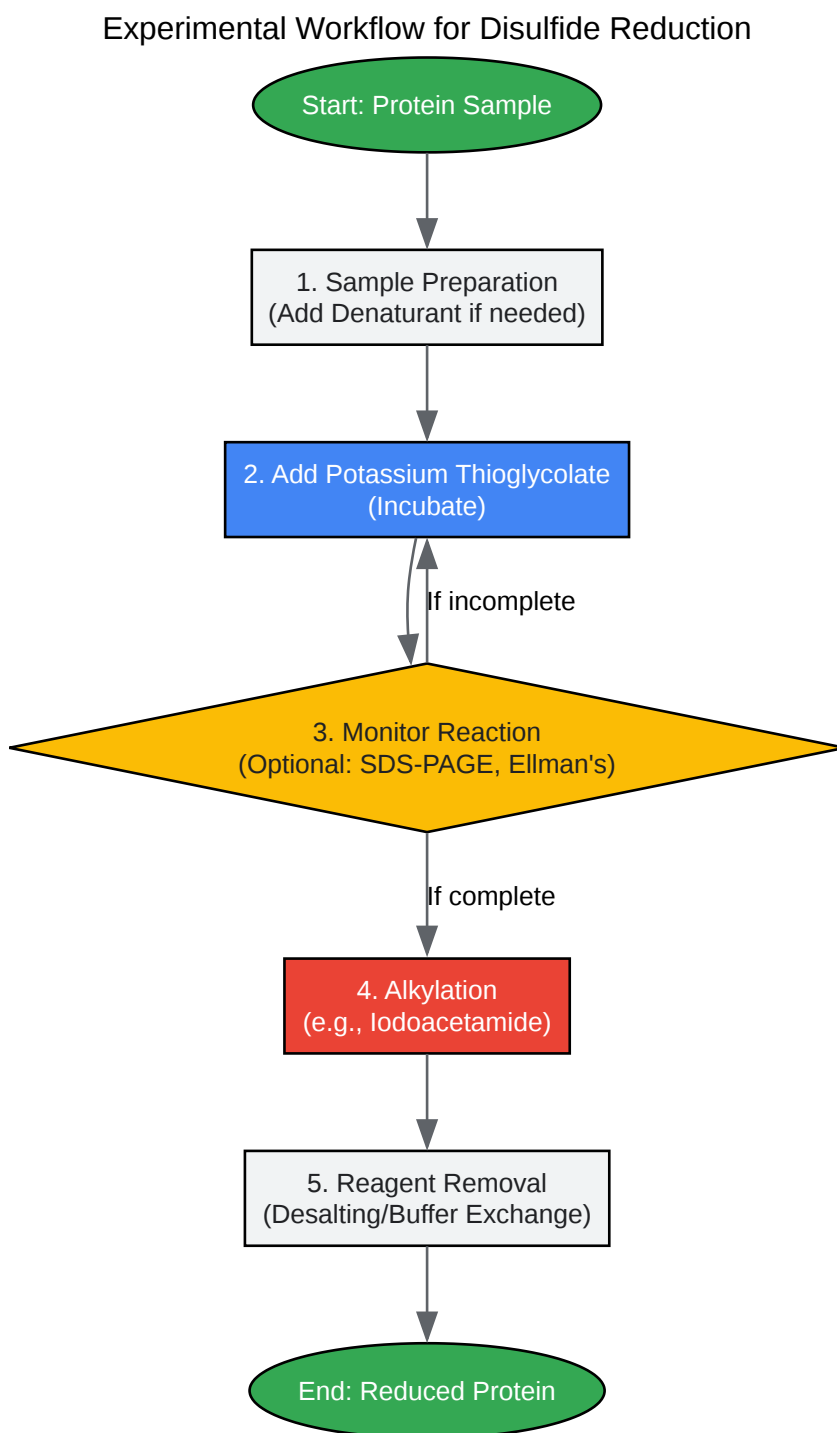 Experimental Workflow for Disulfide Reduction
Start: Protein Sample
1. Sample Preparation
(Add Denaturant if needed)
2. Add Potassium Thioglycolate
(Incubate)
If incomplete
3. Monitor Reaction
(Optional: SDS-PAGE, Ellman's)
If complete
4. Alkylation
(e.g., Iodoacetamide)
5. Reagent Removal
(Desalting/Buffer Exchange)
End: Reduced Protein